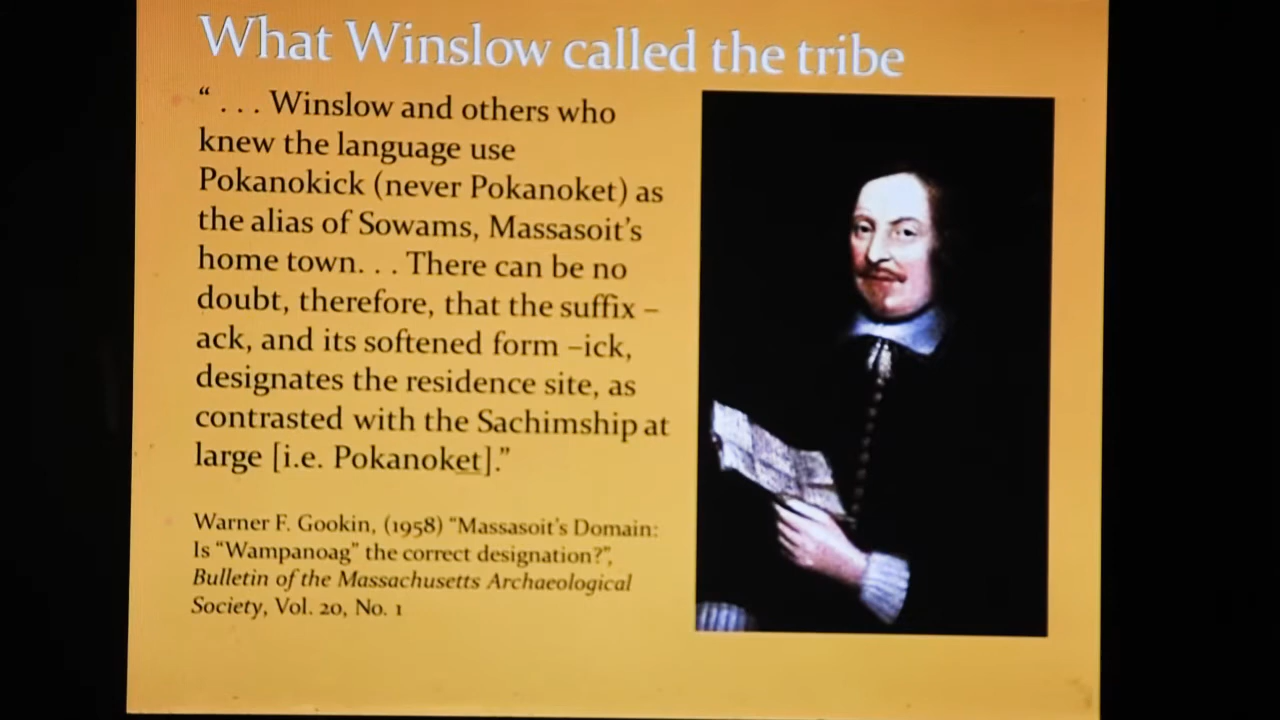 What Winslow called the tribe
“ . . . Winslow and others who
knew the language use
Pokanokick (never Pokanoket) as
the alias of Sowams, Massasoit’s
home town. . . There can be no
doubt, therefore, that the suffix –
ack, and its softened form –ick,
designates the residence site, as
contrasted with the Sachimship at
large [i.e. Pokanoket].”
Warner F. Gookin, (1958) “Massasoit’s Domain:
Is “Wampanoag” the correct designation?”,
Bulletin of the Massachusetts Archaeological
Society, Vol. 20, No. 1